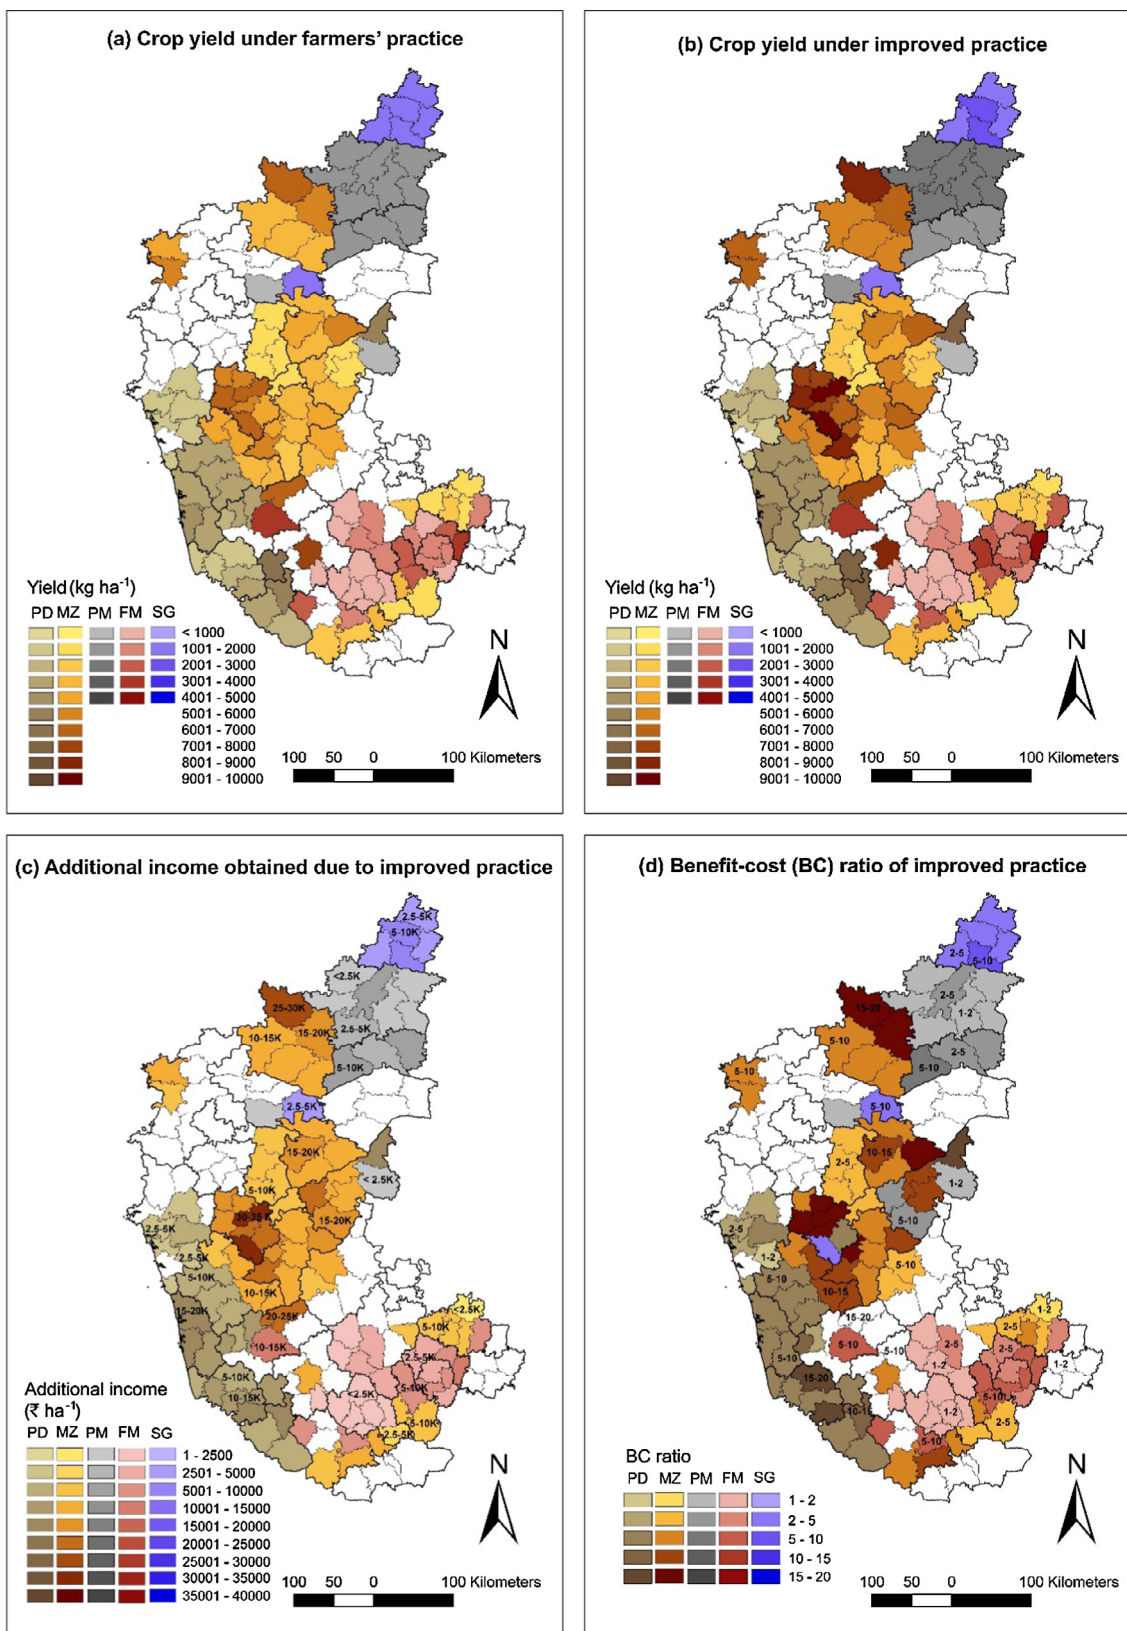 (a) Crop yield under farmers’ practice
Yield (kg ha⁻¹)
PD MZ PM FM SG
< 1000
1001 - 2000
2001 - 3000
3001 - 4000
4001 - 5000
5001 - 6000
6001 - 7000
7001 - 8000
8001 - 9000
9001 - 10000
N
100 50 0 100 Kilometers
(b) Crop yield under improved practice
Yield (kg ha⁻¹)
PD MZ PM FM SG
< 1000
1001 - 2000
2001 - 3000
3001 - 4000
4001 - 5000
5001 - 6000
6001 - 7000
7001 - 8000
8001 - 9000
9001 - 10000
N
100 50 0 100 Kilometers
(c) Additional income obtained due to improved practice
2.5-5K
5-10K
<2.5K
25-30K
15-20K
2.5-5K
10-15K
5-10K
2.5-5K
15-20K
< 2.5K
5-10K
30-35 K
15-20K
2.5-5K
2.5-5K
5-10K
10-15K
15-20K
20-25K
<2.5K
5-10K
10-15K
2.5-5K
5-10K
5-10K
<2.5K
10-15K
5-10K
2.5-5K
Additional income
(₹ ha⁻¹)
PD MZ PM FM SG
1 - 2500
2501 - 5000
5001 - 10000
10001 - 15000
15001 - 20000
20001 - 25000
25001 - 30000
30001 - 35000
35001 - 40000
N
100 50 0 100 Kilometers
(d) Benefit-cost (BC) ratio of improved practice
2-5
5-10
2-5
15-20
1-2
5-10
2-5
5-10
5-10
5-10
10-15
2-5
1-2
5-10
2-5
1-2
5-10
5-10
10-15
15-20
1-2
2-5
5-10
5-10
2-5
2-5
5-10
1-2
1-2
15-20
5-10
10-15
1-2
2-5
5-10
BC ratio
PD MZ PM FM SG
1 - 2
2 - 5
5 - 10
10 - 15
15 - 20
N
100 50 0 100 Kilometers